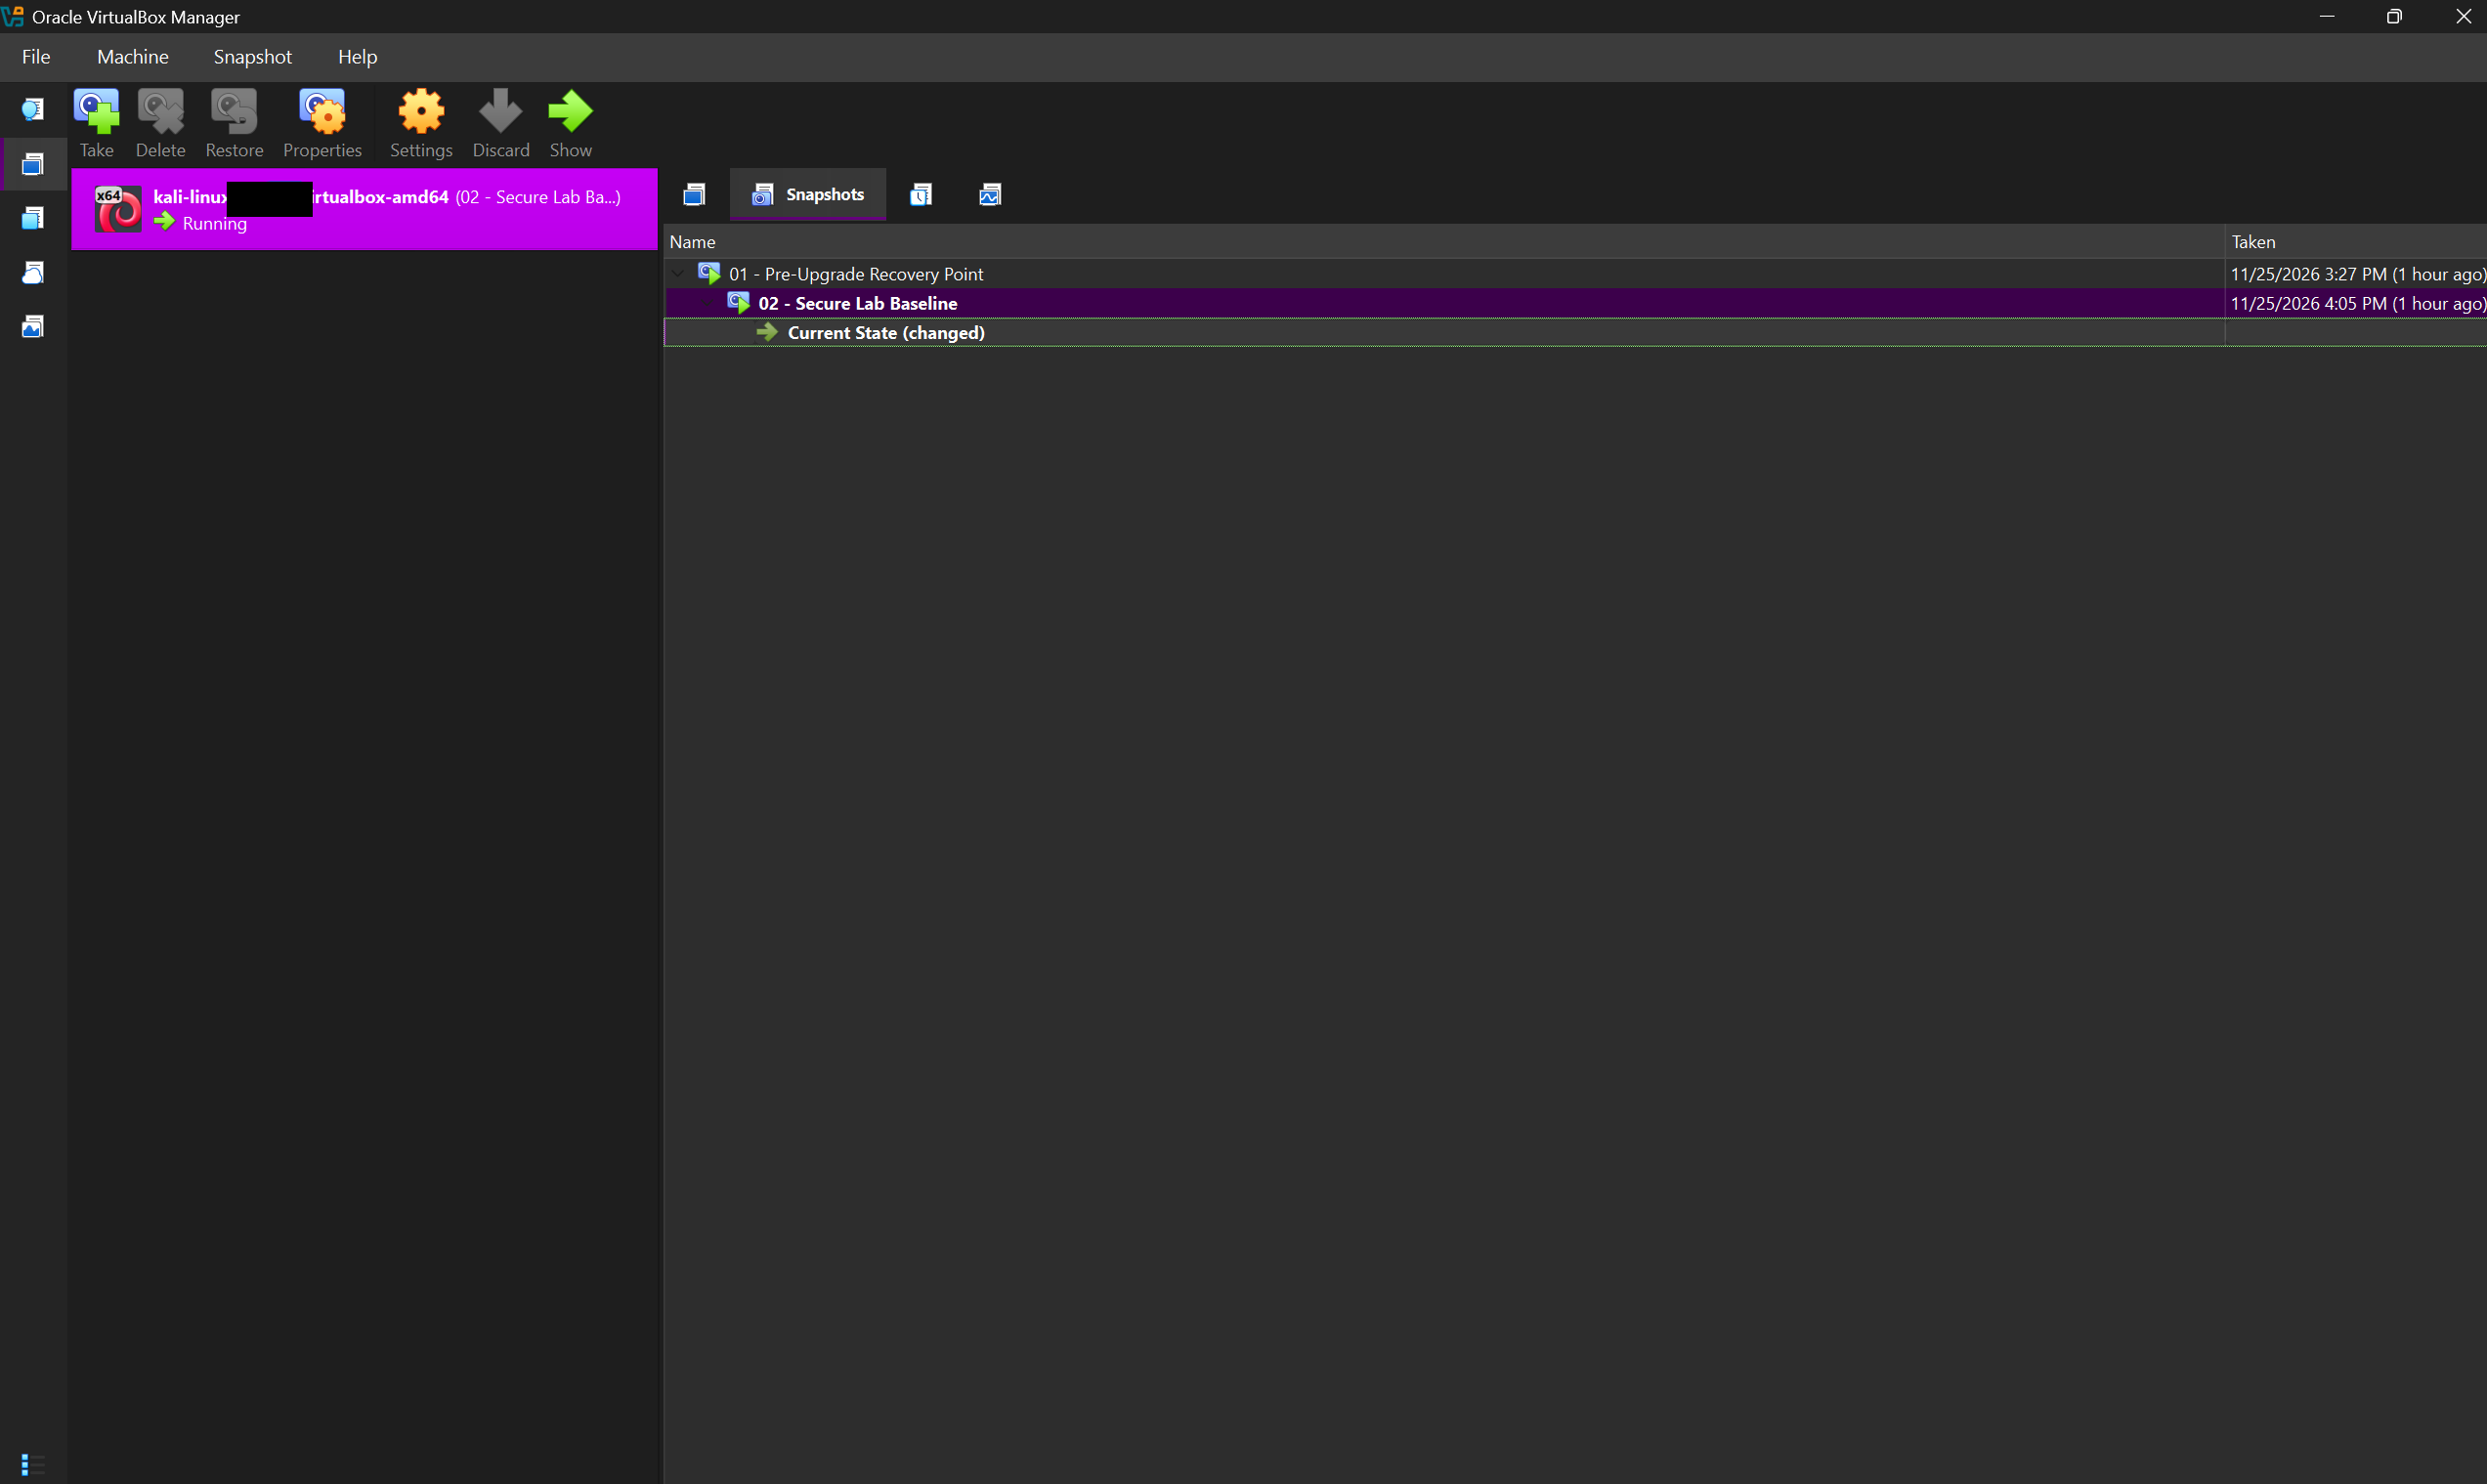 Oracle VirtualBox Manager
File Machine Snapshot Help
Take Delete Restore Properties Settings Discard Show
x64
kali-linux irtualbox-amd64 (02 - Secure Lab Ba...)
Running
Snapshots
Name Taken
01 - Pre-Upgrade Recovery Point 11/25/2026 3:27 PM (1 hour ago)
02 - Secure Lab Baseline 11/25/2026 4:05 PM (1 hour ago)
Current State (changed)